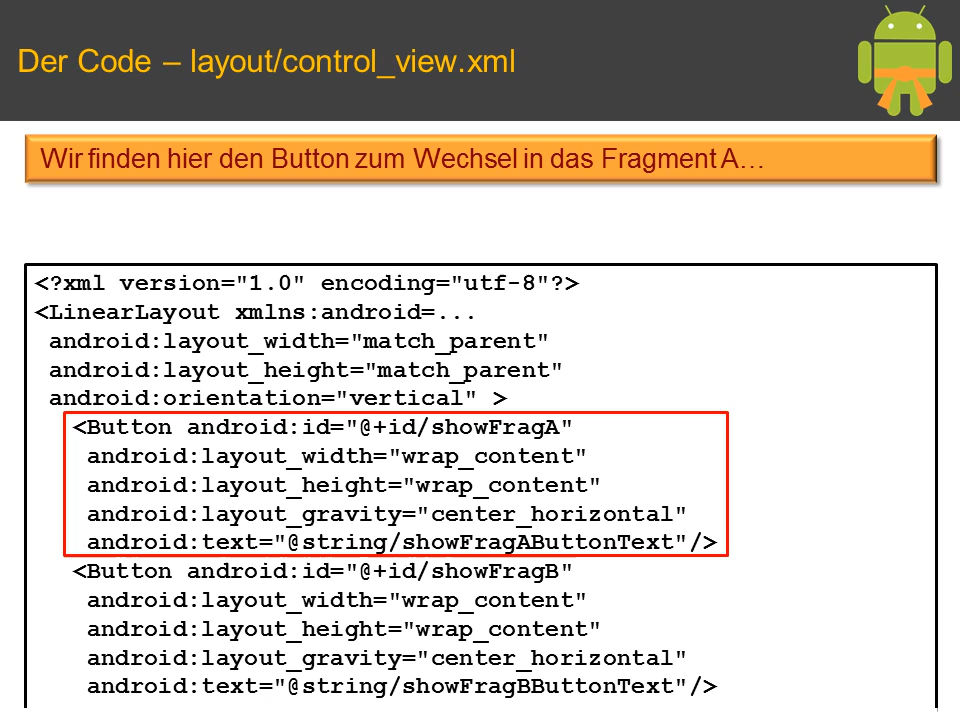 Der Code – layout/control_view.xml
Wir finden hier den Button zum Wechsel in das Fragment A…
<?xml version="1.0" encoding="utf-8"?>
<LinearLayout xmlns:android=...
android:layout_width="match_parent"
android:layout_height="match_parent"
android:orientation="vertical" >
<Button android:id="@+id/showFragA"
android:layout_width="wrap_content"
android:layout_height="wrap_content"
android:layout_gravity="center_horizontal"
android:text="@string/showFragAButtonText"/>
<Button android:id="@+id/showFragB"
android:layout_width="wrap_content"
android:layout_height="wrap_content"
android:layout_gravity="center_horizontal"
android:text="@string/showFragBButtonText"/>